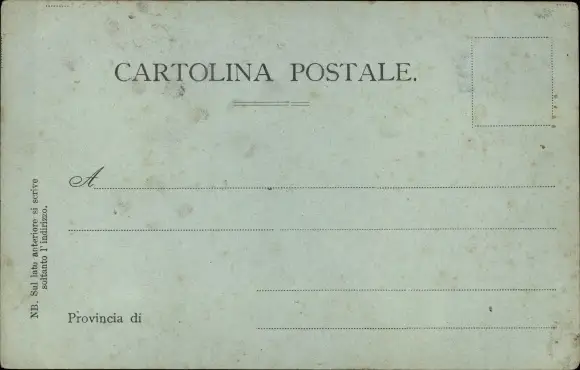 CARTOLINA POSTALE.
A
Provincia di
NB. Sul lato anteriore si scrive
soltanto l'indirizzo.